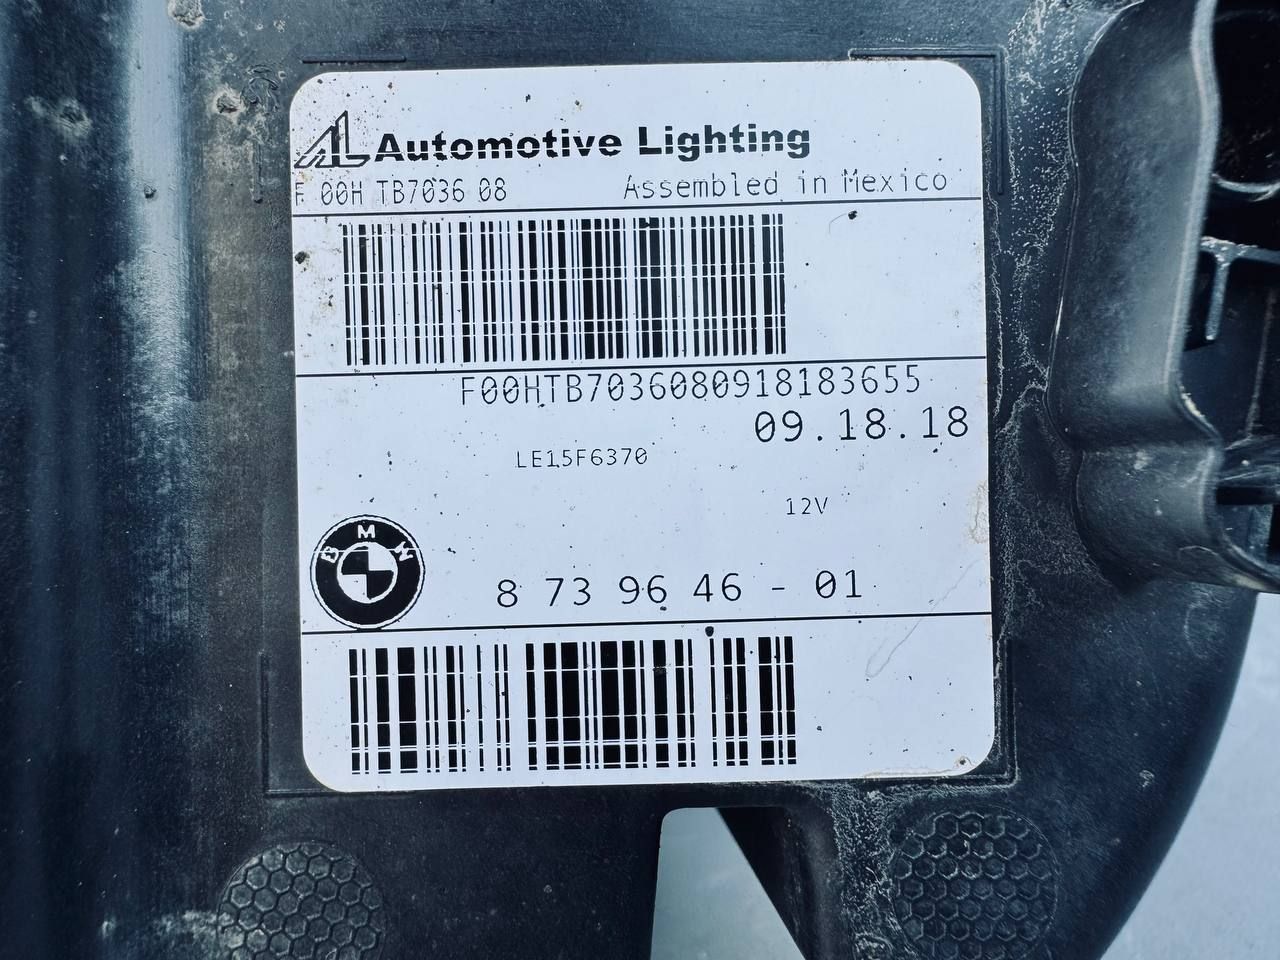 AL Automotive Lighting
F 00H TB7036 08 Assembled in Mexico
F00HTB7036080918183655
09.18.18
LE15F6370
12V
BMW
8 73 96 46 - 01